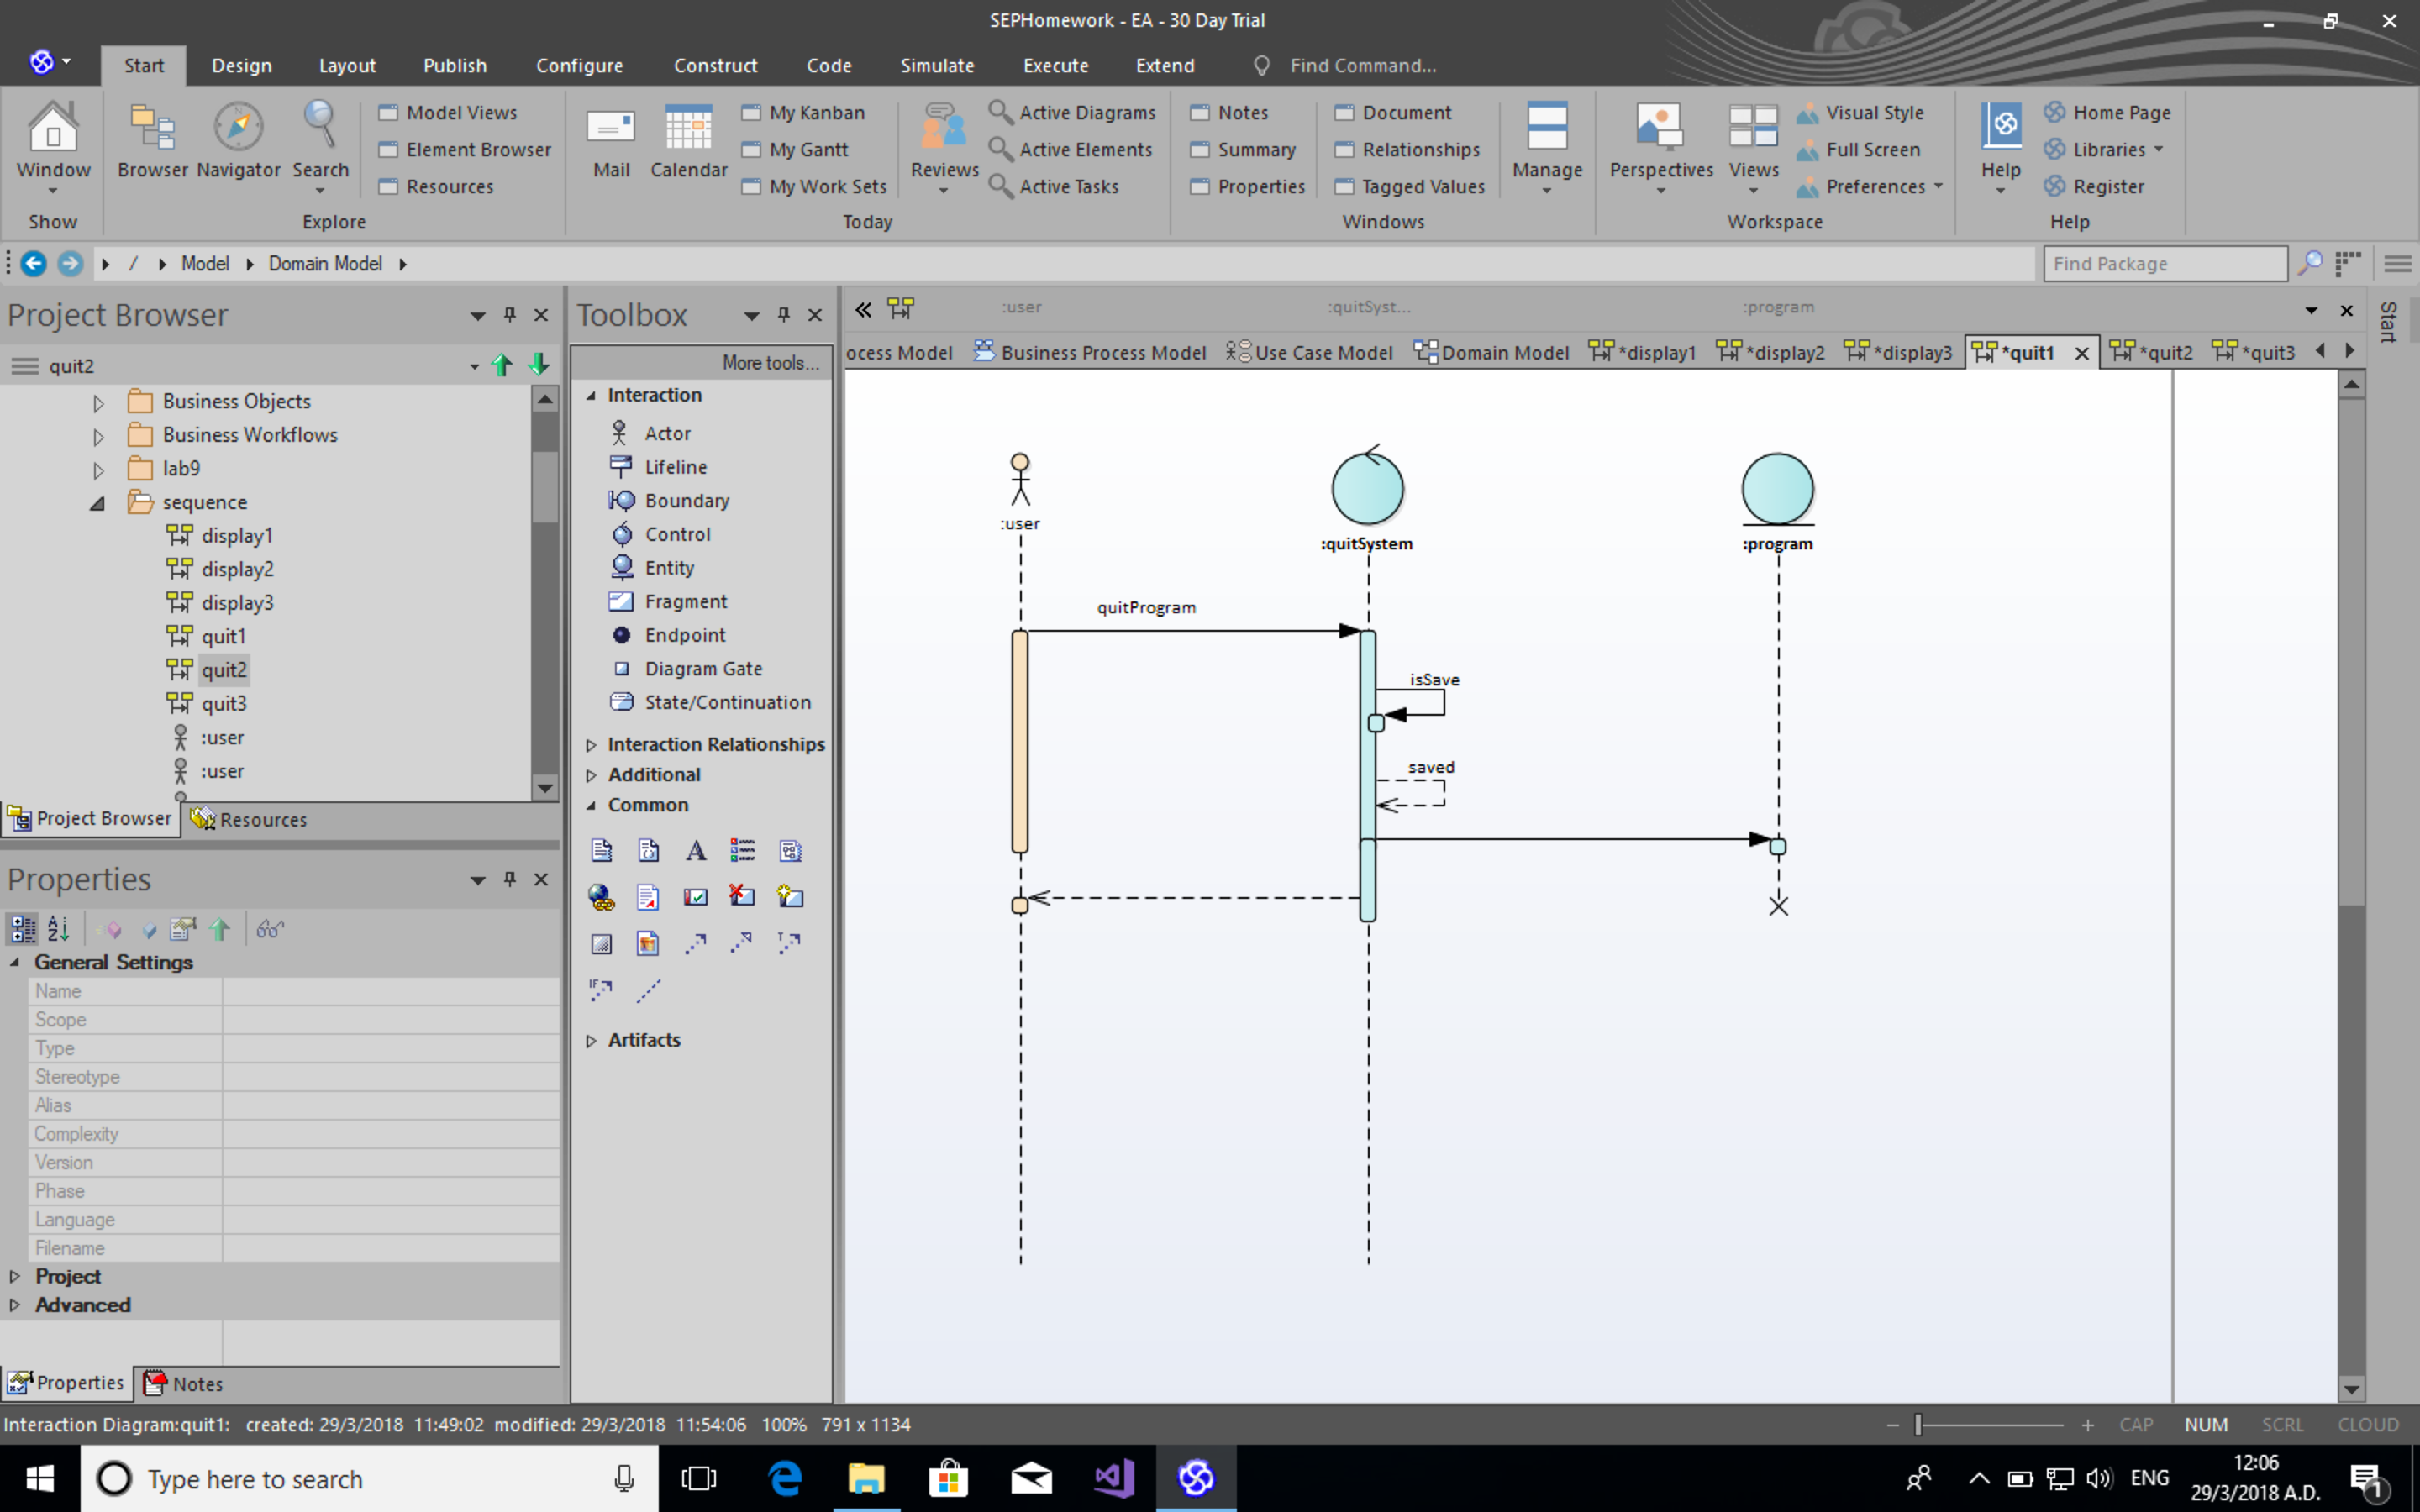 SEPHomework - EA - 30 Day Trial
Start Design Layout Publish Configure Construct Code Simulate Execute Extend Find Command...
Window Show
Browser Navigator Search
Model Views
Element Browser
Resources
Explore
Mail Calendar
My Kanban
My Gantt
My Work Sets
Reviews
Active Diagrams
Active Elements
Active Tasks
Today
Notes
Summary
Properties
Document
Relationships
Tagged Values
Manage
Windows
Perspectives Views
Visual Style
Full Screen
Preferences
Workspace
Help
Home Page
Libraries
Register
Help
/ Model Domain Model
Find Package
Project Browser
quit2
Business Objects
Business Workflows
lab9
sequence
display1
display2
display3
quit1
quit2
quit3
:user
:user
Project Browser Resources
Properties
General Settings
Name
Scope
Type
Stereotype
Alias
Complexity
Version
Phase
Language
Filename
Project
Advanced
Properties Notes
Toolbox
More tools...
Interaction
Actor
Lifeline
Boundary
Control
Entity
Fragment
Endpoint
Diagram Gate
State/Continuation
Interaction Relationships
Additional
Common
Artifacts
:user :quitSyst... :program
ocess Model Business Process Model Use Case Model Domain Model *display1 *display2 *display3 *quit1 *quit2 *quit3
Start
:user
:quitSystem
:program
quitProgram
isSave
saved
Interaction Diagram:quit1: created: 29/3/2018 11:49:02 modified: 29/3/2018 11:54:06 100% 791 x 1134
CAP NUM SCRL CLOUD
Type here to search
ENG
12:06
29/3/2018 A.D.
1